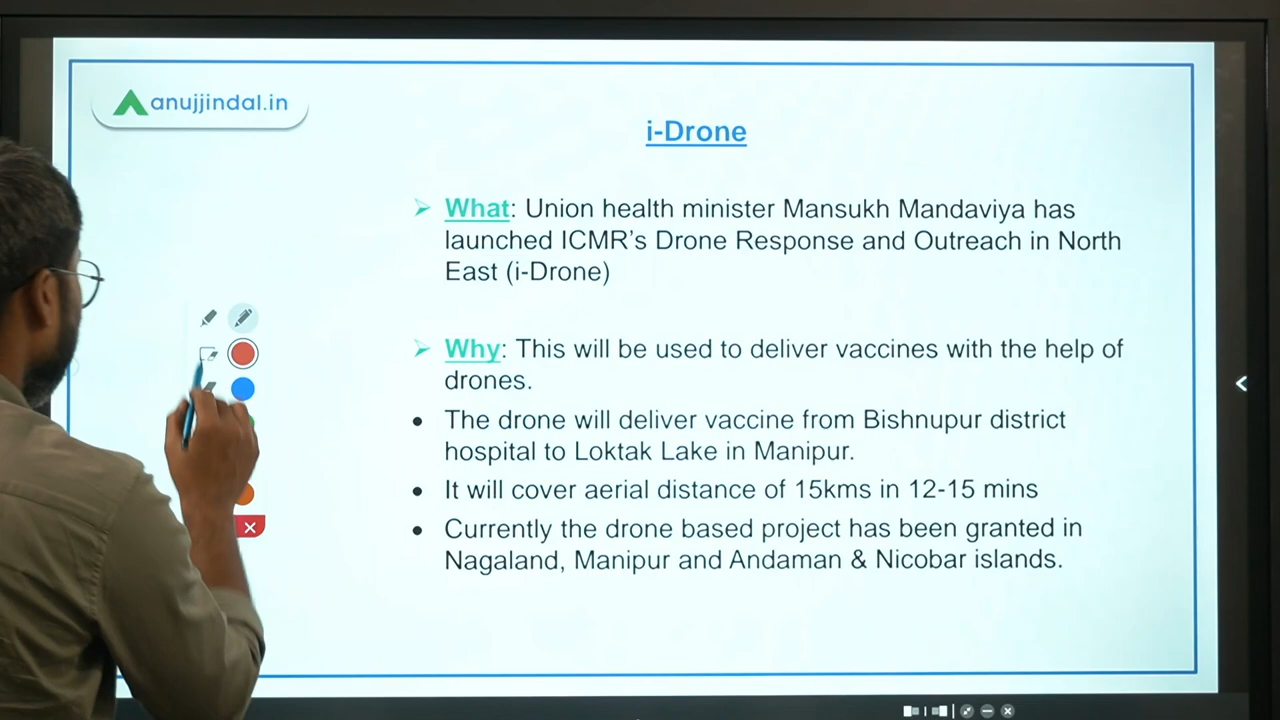 anujjindal.in
i-Drone
What: Union health minister Mansukh Mandaviya has
launched ICMR's Drone Response and Outreach in North
East (i-Drone)
Why: This will be used to deliver vaccines with the help of
drones.
The drone will deliver vaccine from Bishnupur district
hospital to Loktak Lake in Manipur.
It will cover aerial distance of 15kms in 12-15 mins
Currently the drone based project has been granted in
Nagaland, Manipur and Andaman & Nicobar islands.